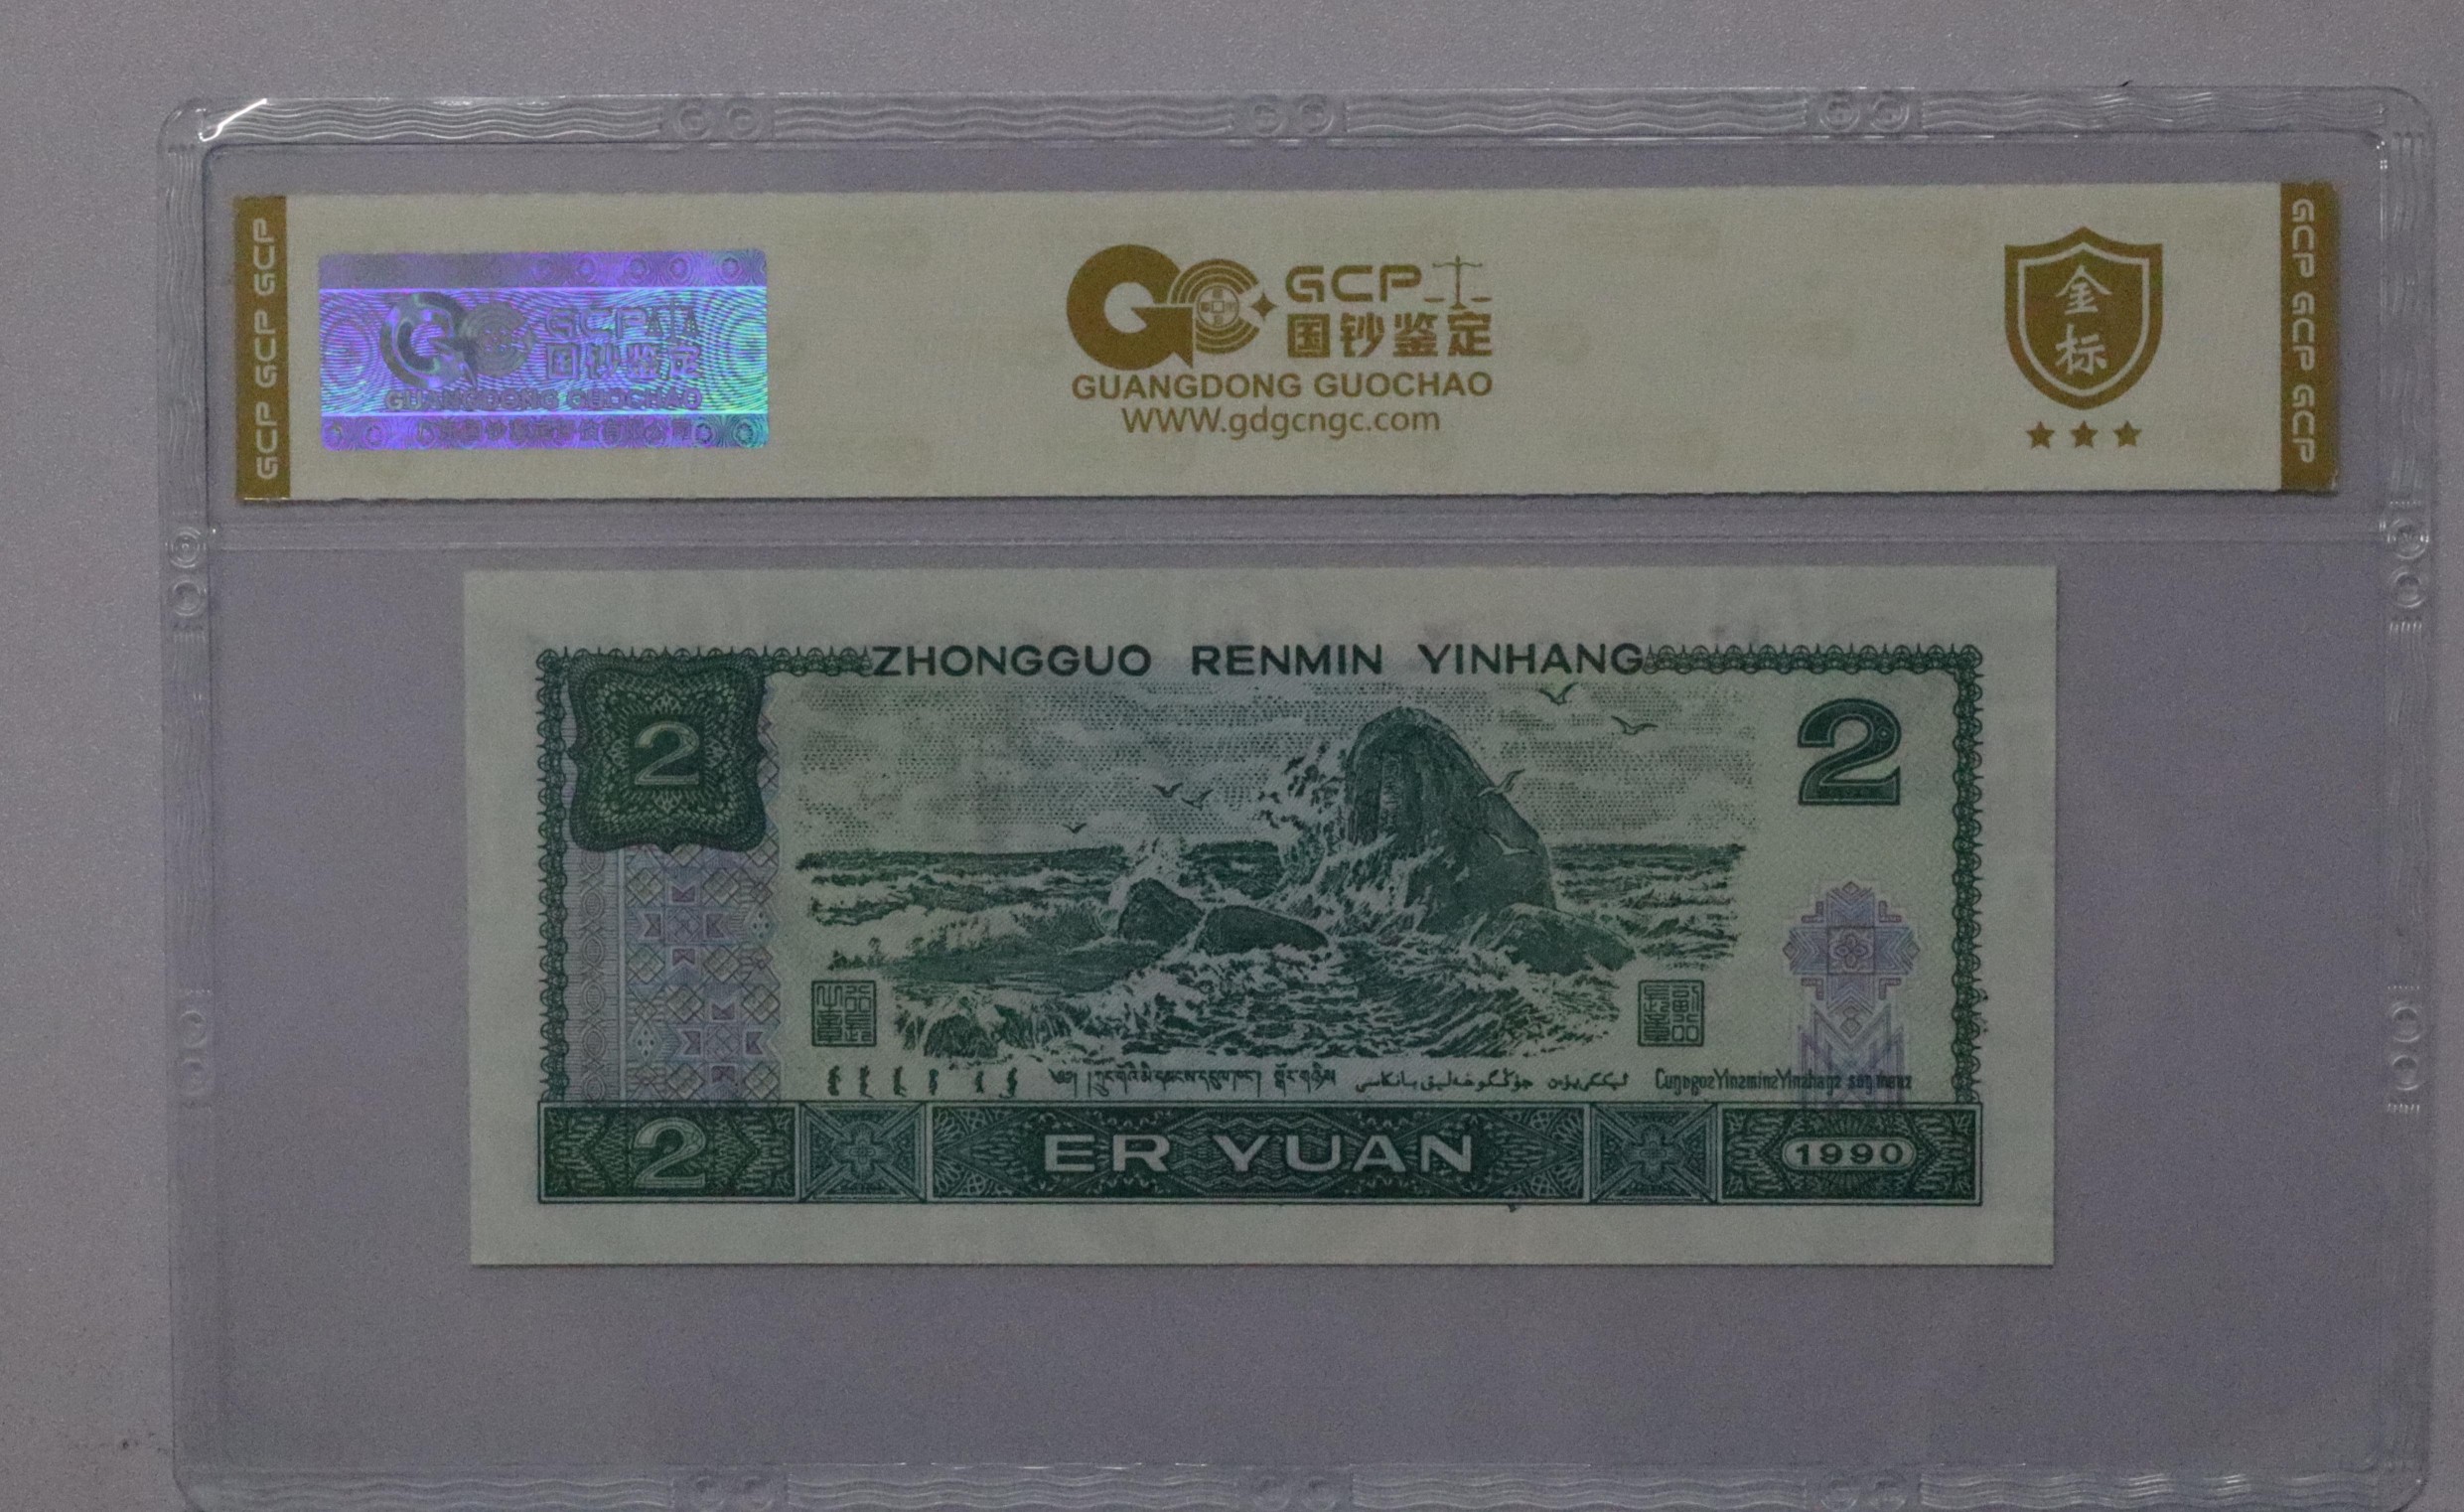 GCP GCP GCP
GCP
国钞鉴定
GUANGDONG GUOCHAO
GCP
国钞鉴定
GUANGDONG GUOCHAO
WWW.gdgcngc.com
金
标
GCP GCP GCP
ZHONGGUO RENMIN YINHANG
2
2
2
ER YUAN
1990